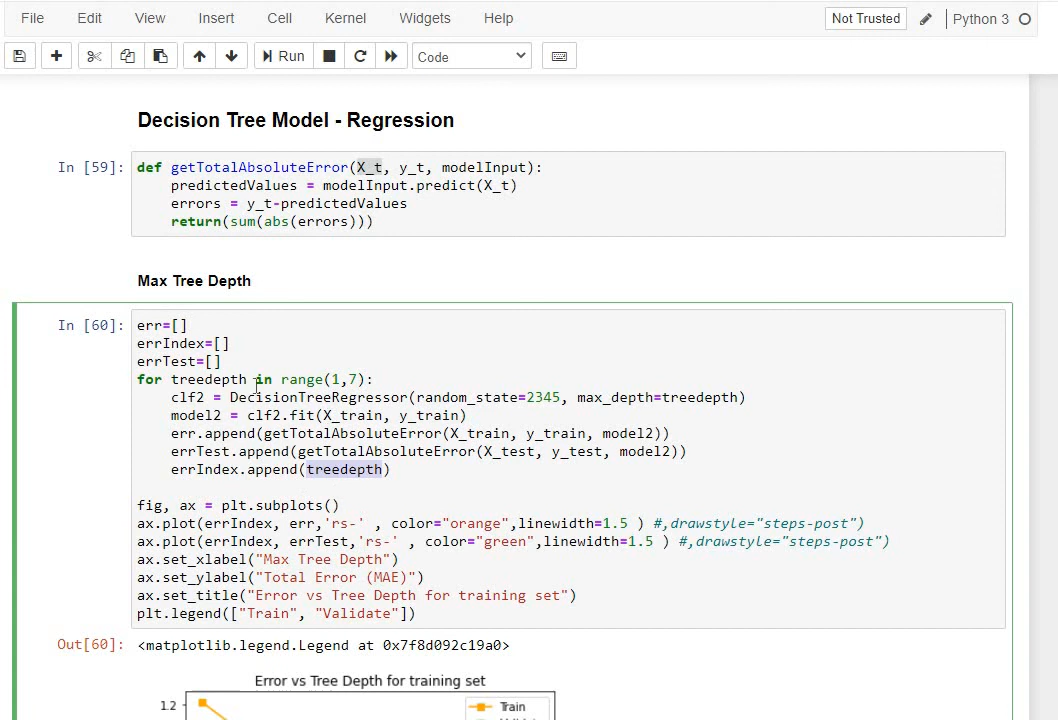 File Edit View Insert Cell Kernel Widgets Help Not Trusted Python 3
Run Code
Decision Tree Model - Regression
In [59]: def getTotalAbsoluteError(X_t, y_t, modelInput):
predictedValues = modelInput.predict(X_t)
errors = y_t-predictedValues
return(sum(abs(errors)))
Max Tree Depth
In [60]: err=[]
errIndex=[]
errTest=[]
for treedepth in range(1,7):
clf2 = DecisionTreeRegressor(random_state=2345, max_depth=treedepth)
model2 = clf2.fit(X_train, y_train)
err.append(getTotalAbsoluteError(X_train, y_train, model2))
errTest.append(getTotalAbsoluteError(X_test, y_test, model2))
errIndex.append(treedepth)
fig, ax = plt.subplots()
ax.plot(errIndex, err,'rs-' , color="orange",linewidth=1.5 ) #,drawstyle="steps-post")
ax.plot(errIndex, errTest,'rs-' , color="green",linewidth=1.5 ) #,drawstyle="steps-post")
ax.set_xlabel("Max Tree Depth")
ax.set_ylabel("Total Error (MAE)")
ax.set_title("Error vs Tree Depth for training set")
plt.legend(["Train", "Validate"])
Out[60]: <matplotlib.legend.Legend at 0x7f8d092c19a0>
Error vs Tree Depth for training set
1.2 Train